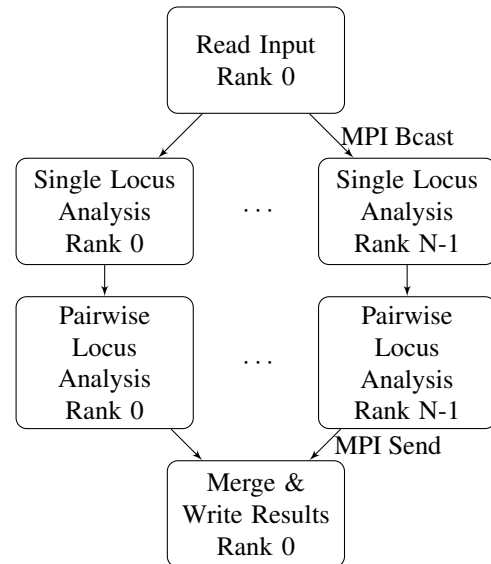 Read Input
Rank 0
MPI Bcast
Single Locus
Analysis
Rank 0
. . .
Single Locus
Analysis
Rank N-1
Pairwise
Locus
Analysis
Rank 0
. . .
Pairwise
Locus
Analysis
Rank N-1
MPI Send
Merge &
Write Results
Rank 0